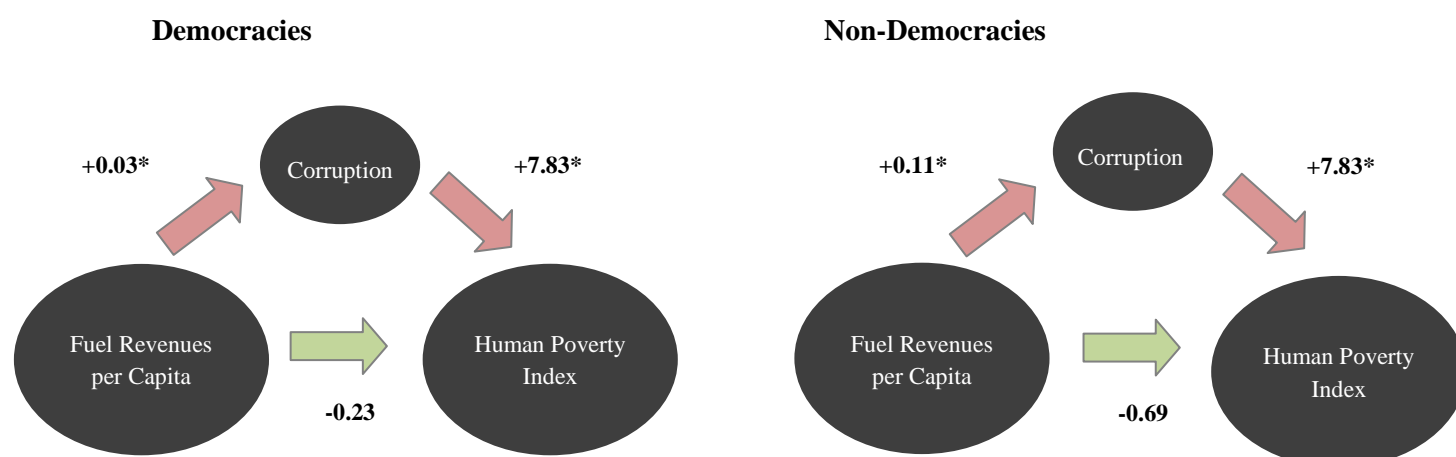 Democracies
Corruption
+0.03*
+7.83*
Fuel Revenues
per Capita
Human Poverty
Index
-0.23
Non-Democracies
Corruption
+0.11*
+7.83*
Fuel Revenues
per Capita
Human Poverty
Index
-0.69